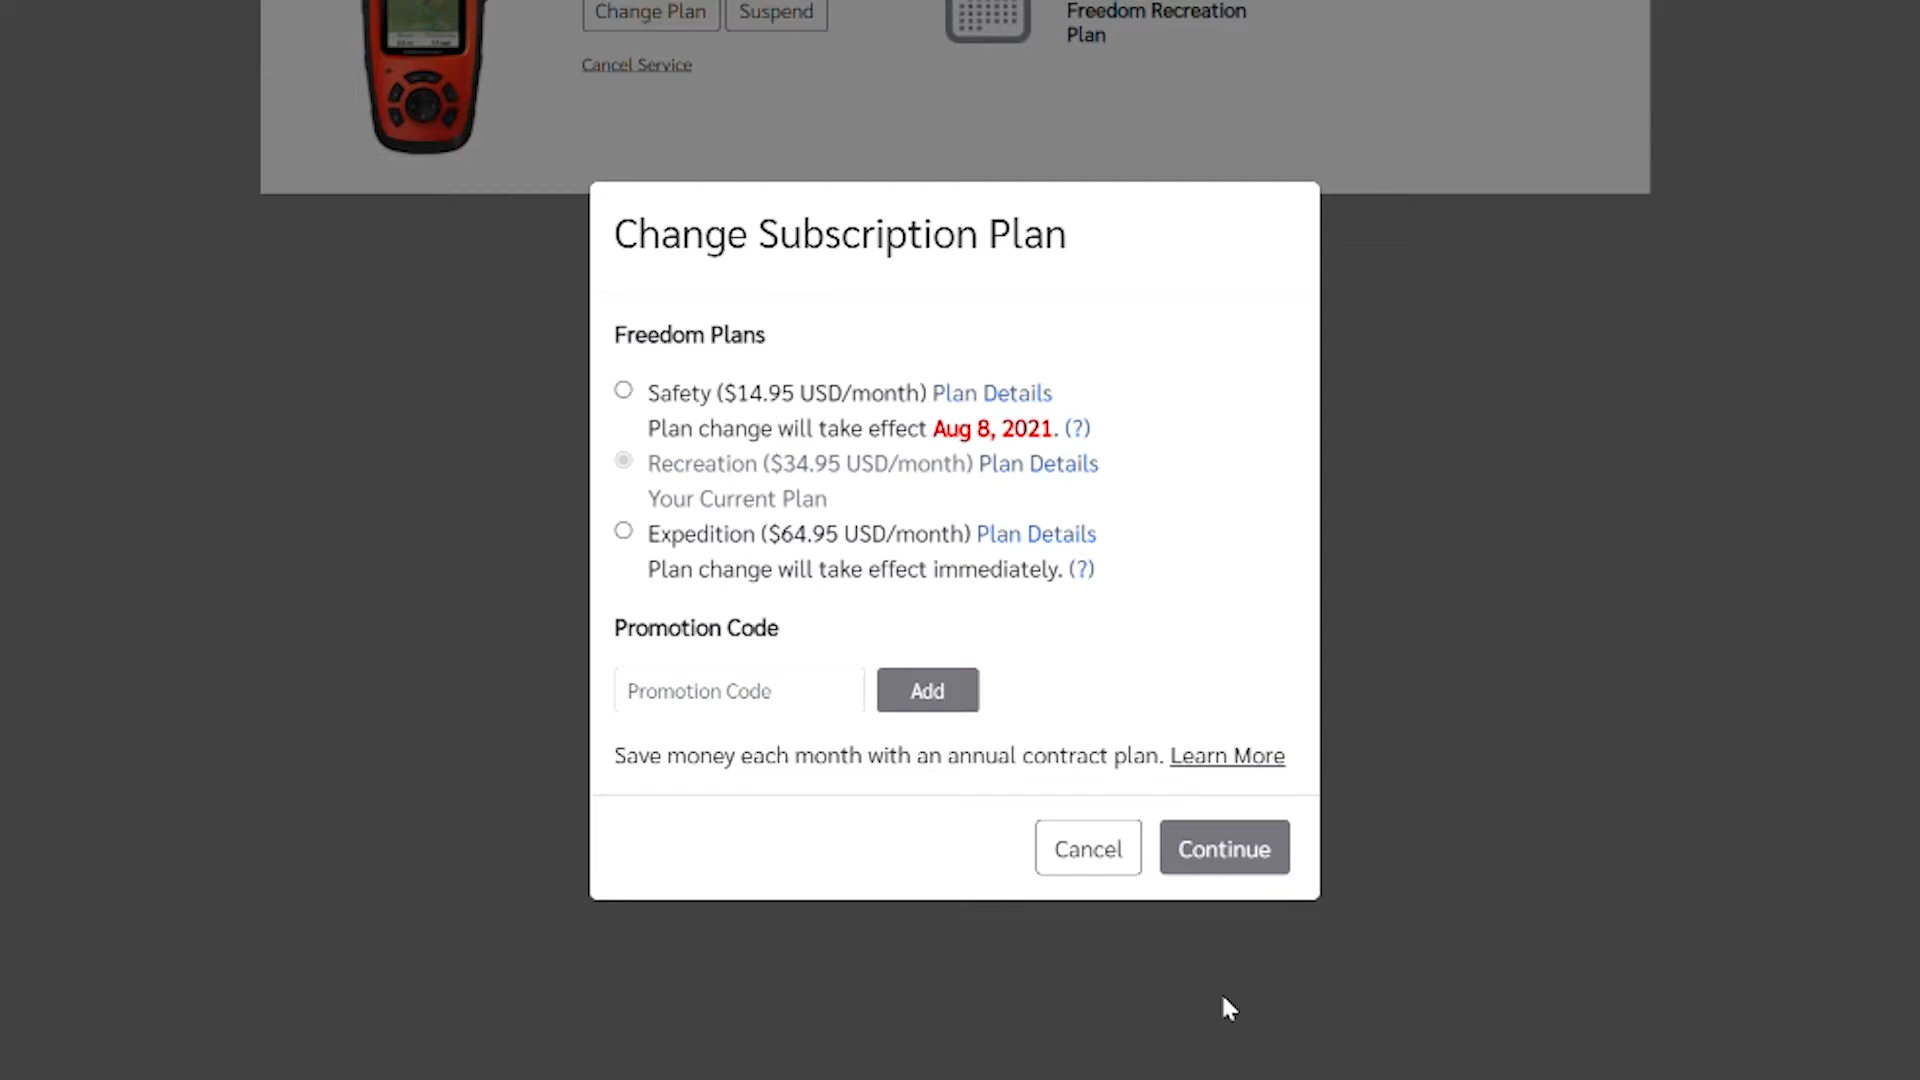 Change Plan
Suspend
Freedom Recreation
Plan
Cancel Service
Change Subscription Plan
Freedom Plans
Safety ($14.95 USD/month) Plan Details
Plan change will take effect Aug 8, 2021. (?)
Recreation ($34.95 USD/month) Plan Details
Your Current Plan
Expedition ($64.95 USD/month) Plan Details
Plan change will take effect immediately. (?)
Promotion Code
Promotion Code
Add
Save money each month with an annual contract plan. Learn More
Cancel
Continue